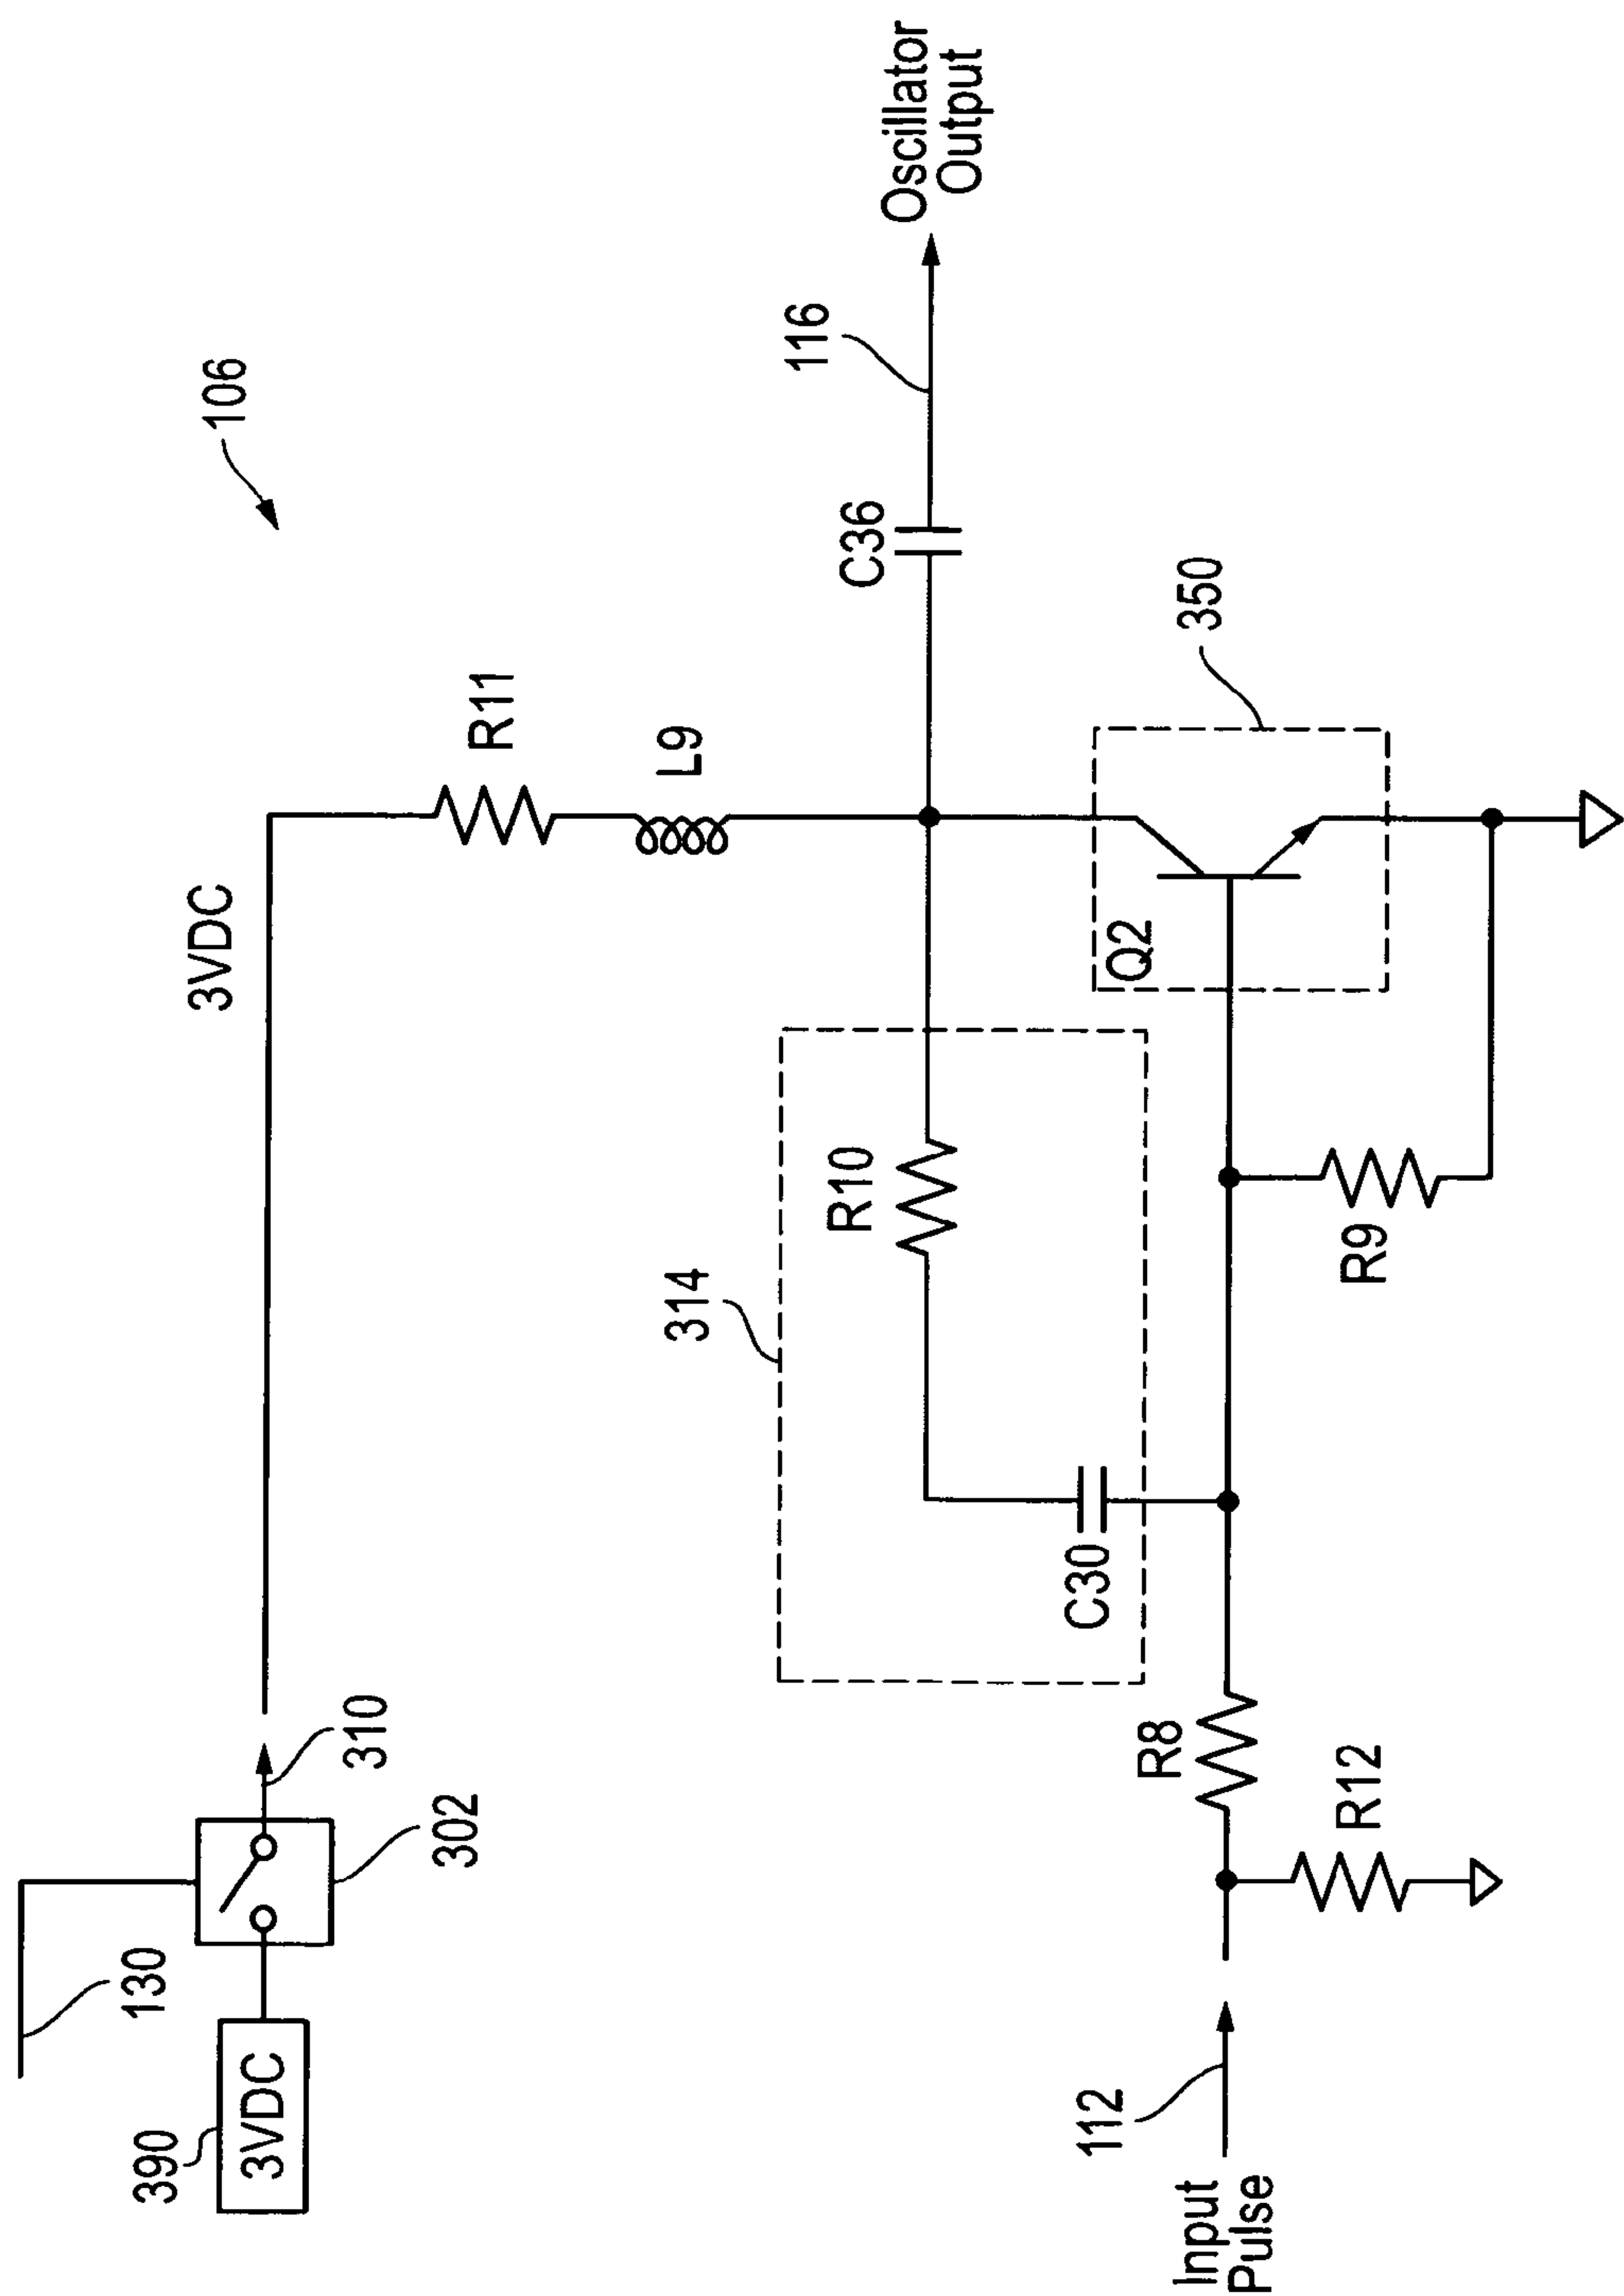 106
130
390
3VDC
310
302
3VDC
R11
L9
C36
116
Oscillator
Output
314
R10
C30
Q2
350
R9
R8
R12
112
Input
Pulse